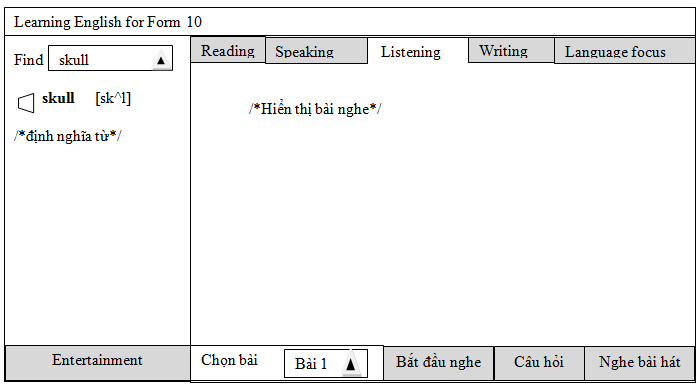 Learning English for Form 10
Reading Speaking Listening Writing Language focus
Find skull
skull [sk^l]
/*Hiển thị bài nghe*/
/*định nghĩa từ*/
Entertainment Chọn bài Bài 1 Bắt đầu nghe Câu hỏi Nghe bài hát